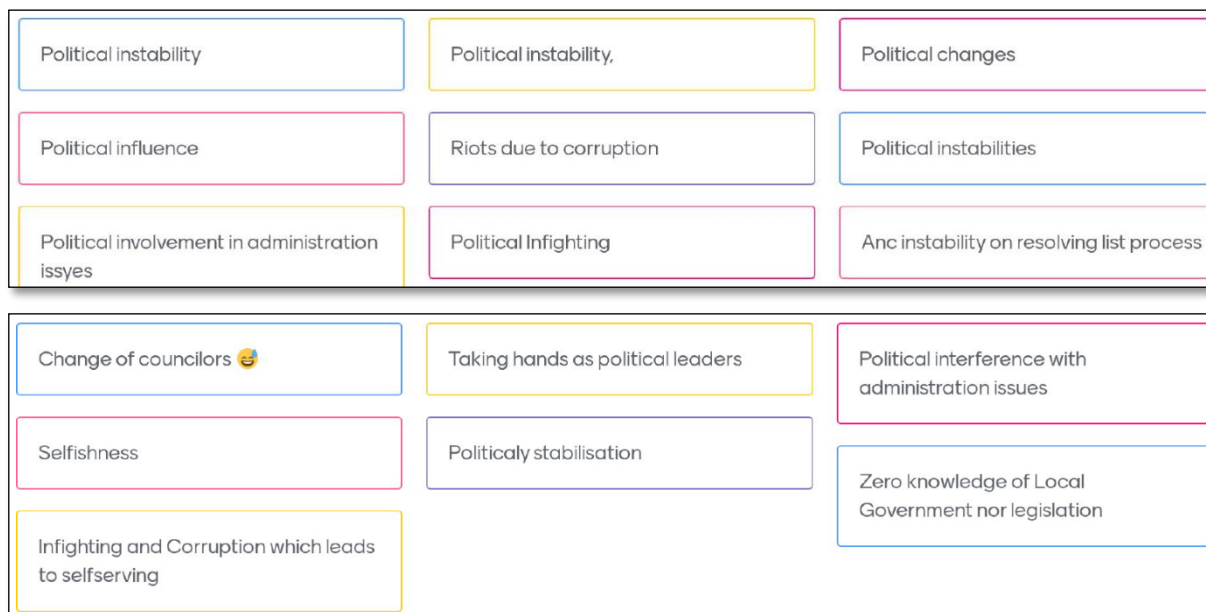 Political instability
Political instability,
Political changes
Political influence
Riots due to corruption
Political instabilities
Political involvement in administration
issyes
Political Infighting
Anc instability on resolving list process
Change of councilors 😅
Taking hands as political leaders
Political interference with
administration issues
Selfishness
Politicaly stabilisation
Zero knowledge of Local
Government nor legislation
Infighting and Corruption which leads
to selfserving